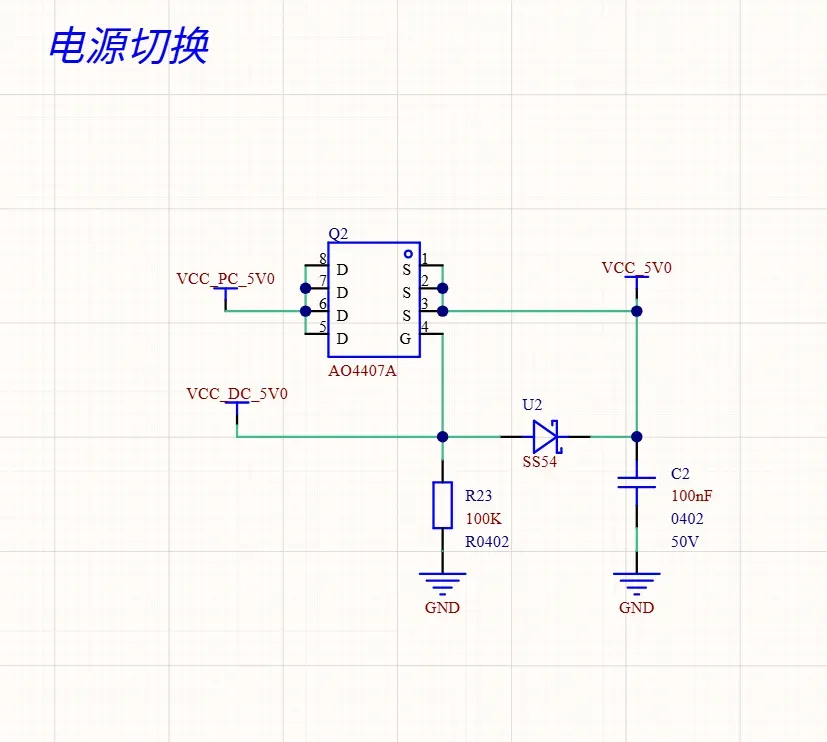 电源切换
Q2
8 D S 1
7 D S 2
6 D S 3
5 D G 4
AO4407A
VCC_PC_5V0
VCC_5V0
VCC_DC_5V0
U2
SS54
R23
100K
R0402
C2
100nF
0402
50V
GND
GND